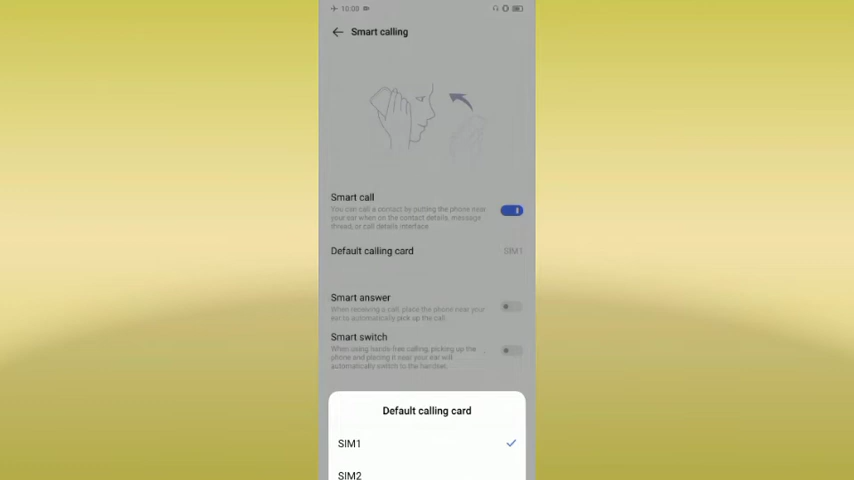 10:00
Smart calling
Smart call
You can call a contact by putting the phone near
your ear when on the contact details, message
thread, or call details interface
Default calling card SIM1
Smart answer
When receiving a call, place the phone near your
ear to automatically pick up the call.
Smart switch
When using hands-free calling, picking up the
phone and placing it near your ear will
automatically switch to the handset.
Default calling card
SIM1
SIM2